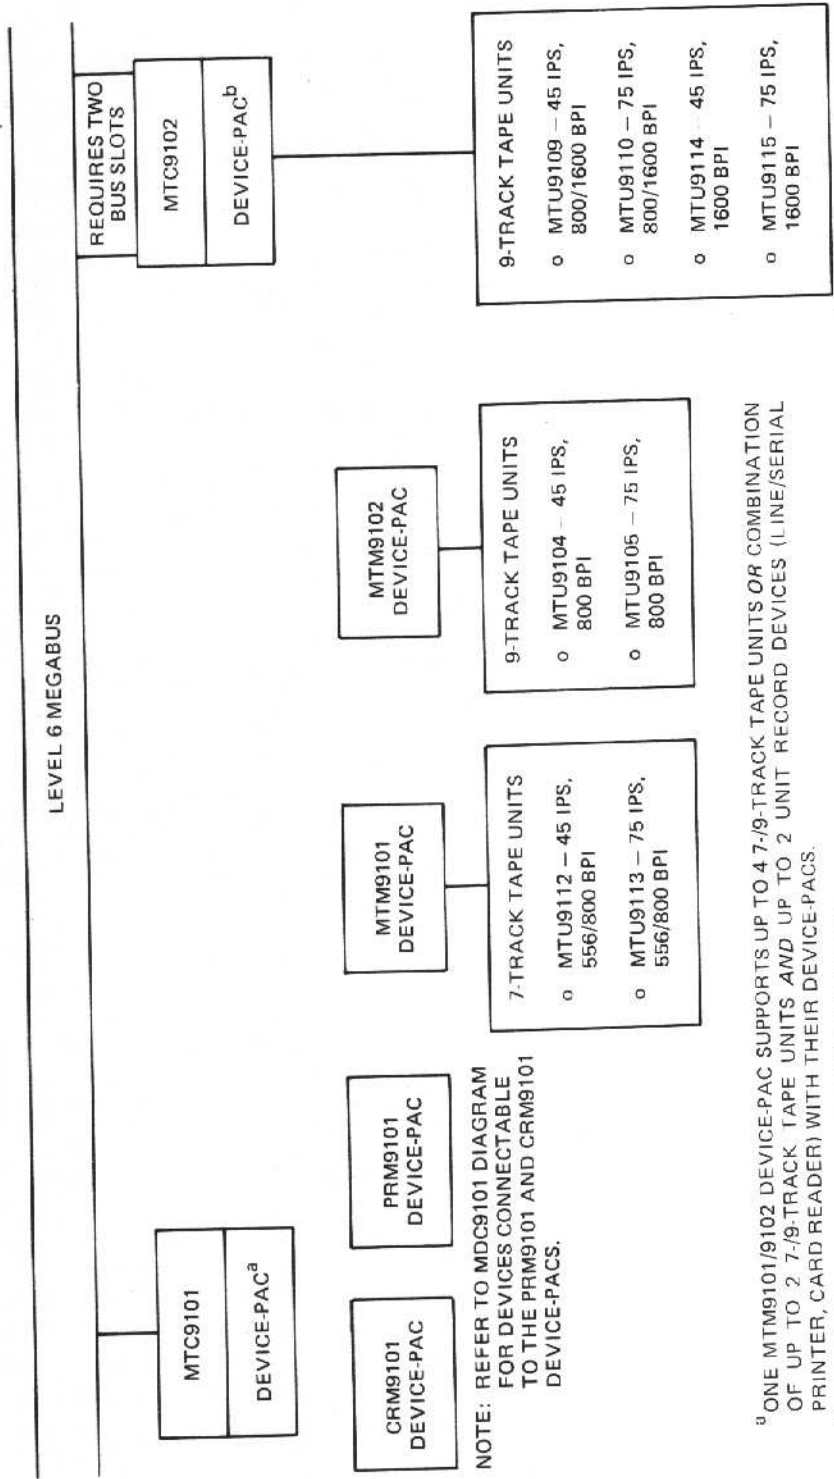 LEVEL 6 MEGABUS
REQUIRES TWO
BUS SLOTS
MTC9101
DEVICE-PACa
MTC9102
DEVICE-PACb
CRM9101
DEVICE-PAC
PRM9101
DEVICE-PAC
MTM9101
DEVICE-PAC
MTM9102
DEVICE-PAC
NOTE: REFER TO MDC9101 DIAGRAM
FOR DEVICES CONNECTABLE
TO THE PRM9101 AND CRM9101
DEVICE-PACS.
7-TRACK TAPE UNITS
o MTU9112 – 45 IPS,
556/800 BPI
o MTU9113 – 75 IPS,
556/800 BPI
9-TRACK TAPE UNITS
o MTU9104 – 45 IPS,
800 BPI
o MTU9105 – 75 IPS,
800 BPI
9-TRACK TAPE UNITS
o MTU9109 – 45 IPS,
800/1600 BPI
o MTU9110 – 75 IPS,
800/1600 BPI
o MTU9114 – 45 IPS,
1600 BPI
o MTU9115 – 75 IPS,
1600 BPI
aONE MTM9101/9102 DEVICE-PAC SUPPORTS UP TO 4 7-/9-TRACK TAPE UNITS OR COMBINATION
OF UP TO 2 7-/9-TRACK TAPE UNITS AND UP TO 2 UNIT RECORD DEVICES (LINE/SERIAL
PRINTER, CARD READER) WITH THEIR DEVICE-PACS.